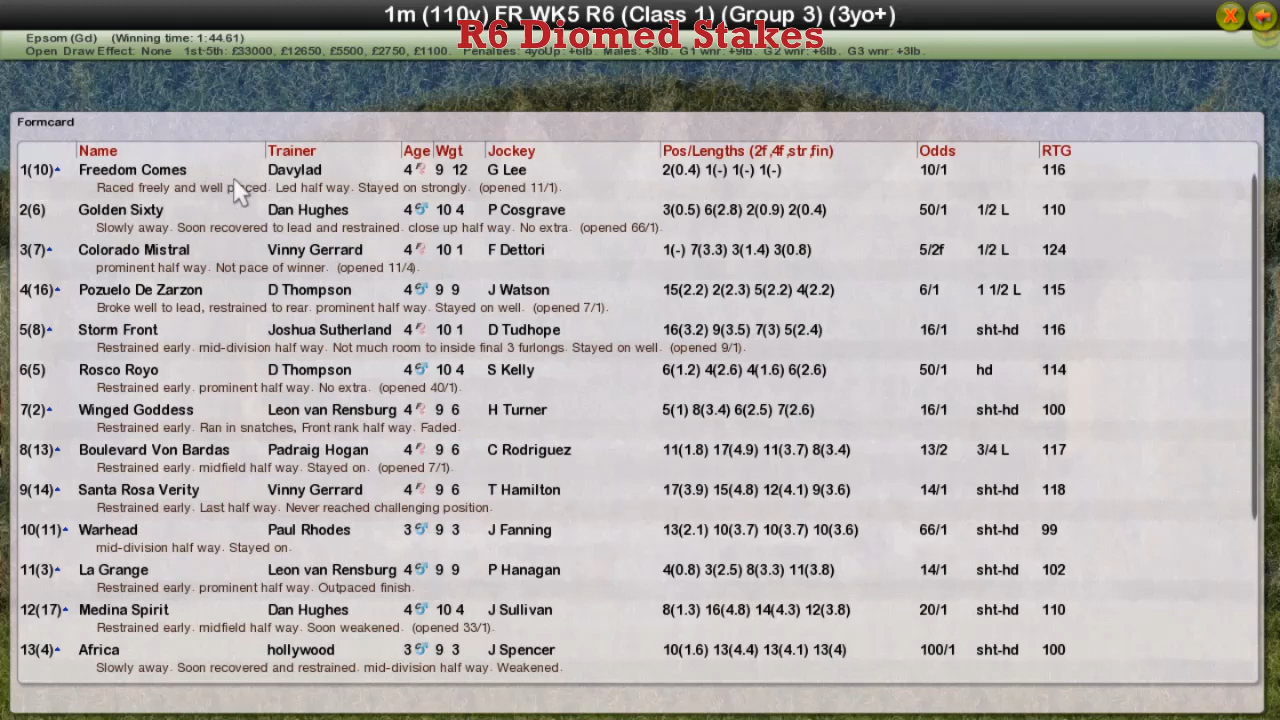 1m (110y) FR WK5 R6 (Class 1) (Group 3) (3yo+)
R6 Diomed Stakes
Epsom (Gd) (Winning time: 1:44.61)
Open Draw Effect: None. 1st-5th: £33000, £12650, £5500, £2750, £1100. Penalties: 4yoUp: +6lb. Males: +3lb. G1 wnr: +9lb. G2 wnr: +6lb. G3 wnr: +3lb.
Formcard
Name Trainer Age Wgt Jockey Pos/Lengths (2f,4f,str,fin) Odds RTG
1(10) Freedom Comes Davylad 4 9 12 G Lee 2(0.4) 1(-) 1(-) 1(-) 10/1 116
Raced freely and well placed. Led half way. Stayed on strongly. (opened 11/1).
2(6) Golden Sixty Dan Hughes 4 10 4 P Cosgrave 3(0.5) 6(2.8) 2(0.9) 2(0.4) 50/1 1/2 L 110
Slowly away. Soon recovered to lead and restrained. close up half way. No extra. (opened 66/1).
3(7) Colorado Mistral Vinny Gerrard 4 10 1 F Dettori 1(-) 7(3.3) 3(1.4) 3(0.8) 5/2f 1/2 L 124
prominent half way. Not pace of winner. (opened 11/4).
4(16) Pozuelo De Zarzon D Thompson 4 9 9 J Watson 15(2.2) 2(2.3) 5(2.2) 4(2.2) 6/1 1 1/2 L 115
Broke well to lead, restrained to rear. prominent half way. Stayed on well. (opened 7/1).
5(8) Storm Front Joshua Sutherland 4 10 1 D Tudhope 16(3.2) 9(3.5) 7(3) 5(2.4) 16/1 sht-hd 116
Restrained early. mid-division half way. Not much room to inside final 3 furlongs. Stayed on well. (opened 9/1).
6(5) Rosco Royo D Thompson 4 10 4 S Kelly 6(1.2) 4(2.6) 4(1.6) 6(2.6) 50/1 hd 114
Restrained early. prominent half way. No extra. (opened 40/1).
7(2) Winged Goddess Leon van Rensburg 4 9 6 H Turner 5(1) 8(3.4) 6(2.5) 7(2.6) 16/1 sht-hd 100
Restrained early. Ran in snatches, Front rank half way. Faded.
8(13) Boulevard Von Bardas Padraig Hogan 4 9 6 C Rodriguez 11(1.8) 17(4.9) 11(3.7) 8(3.4) 13/2 3/4 L 117
Restrained early. midfield half way. Stayed on. (opened 7/1).
9(14) Santa Rosa Verity Vinny Gerrard 4 9 6 T Hamilton 17(3.9) 15(4.8) 12(4.1) 9(3.6) 14/1 sht-hd 118
Restrained early. Last half way. Never reached challenging position.
10(11) Warhead Paul Rhodes 3 9 3 J Fanning 13(2.1) 10(3.7) 10(3.7) 10(3.6) 66/1 sht-hd 99
mid-division half way. Stayed on.
11(3) La Grange Leon van Rensburg 4 9 9 P Hanagan 4(0.8) 3(2.5) 8(3.3) 11(3.8) 14/1 sht-hd 102
Restrained early. prominent half way. Outpaced finish.
12(17) Medina Spirit Dan Hughes 4 10 4 J Sullivan 8(1.3) 16(4.8) 14(4.3) 12(3.8) 20/1 sht-hd 110
Restrained early. midfield half way. Soon weakened. (opened 33/1).
13(4) Africa hollywood 3 9 3 J Spencer 10(1.6) 13(4.4) 13(4.1) 13(4) 100/1 sht-hd 100
Slowly away. Soon recovered and restrained. mid-division half way. Weakened.